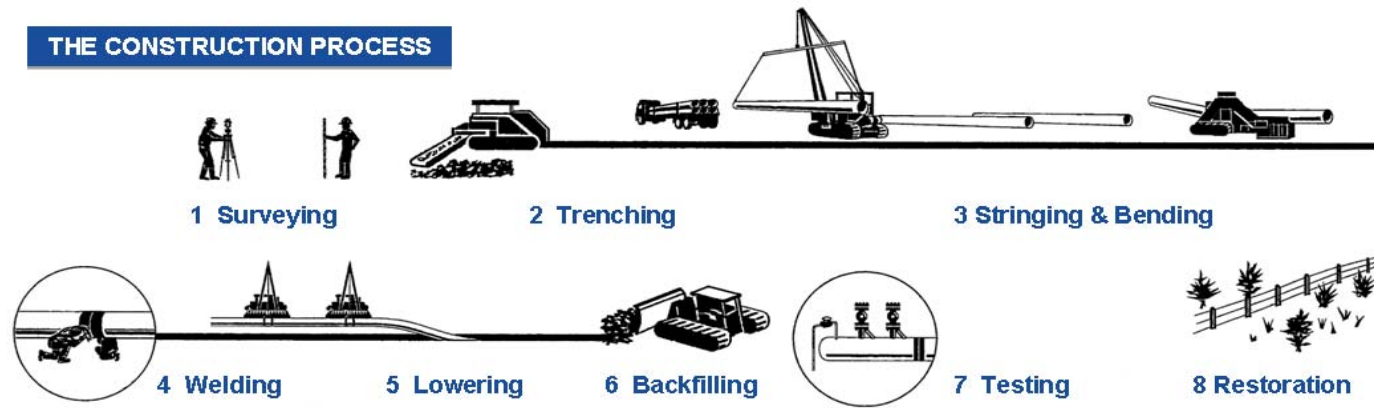 THE CONSTRUCTION PROCESS
1 Surveying
2 Trenching
3 Stringing & Bending
4 Welding
5 Lowering
6 Backfilling
7 Testing
8 Restoration